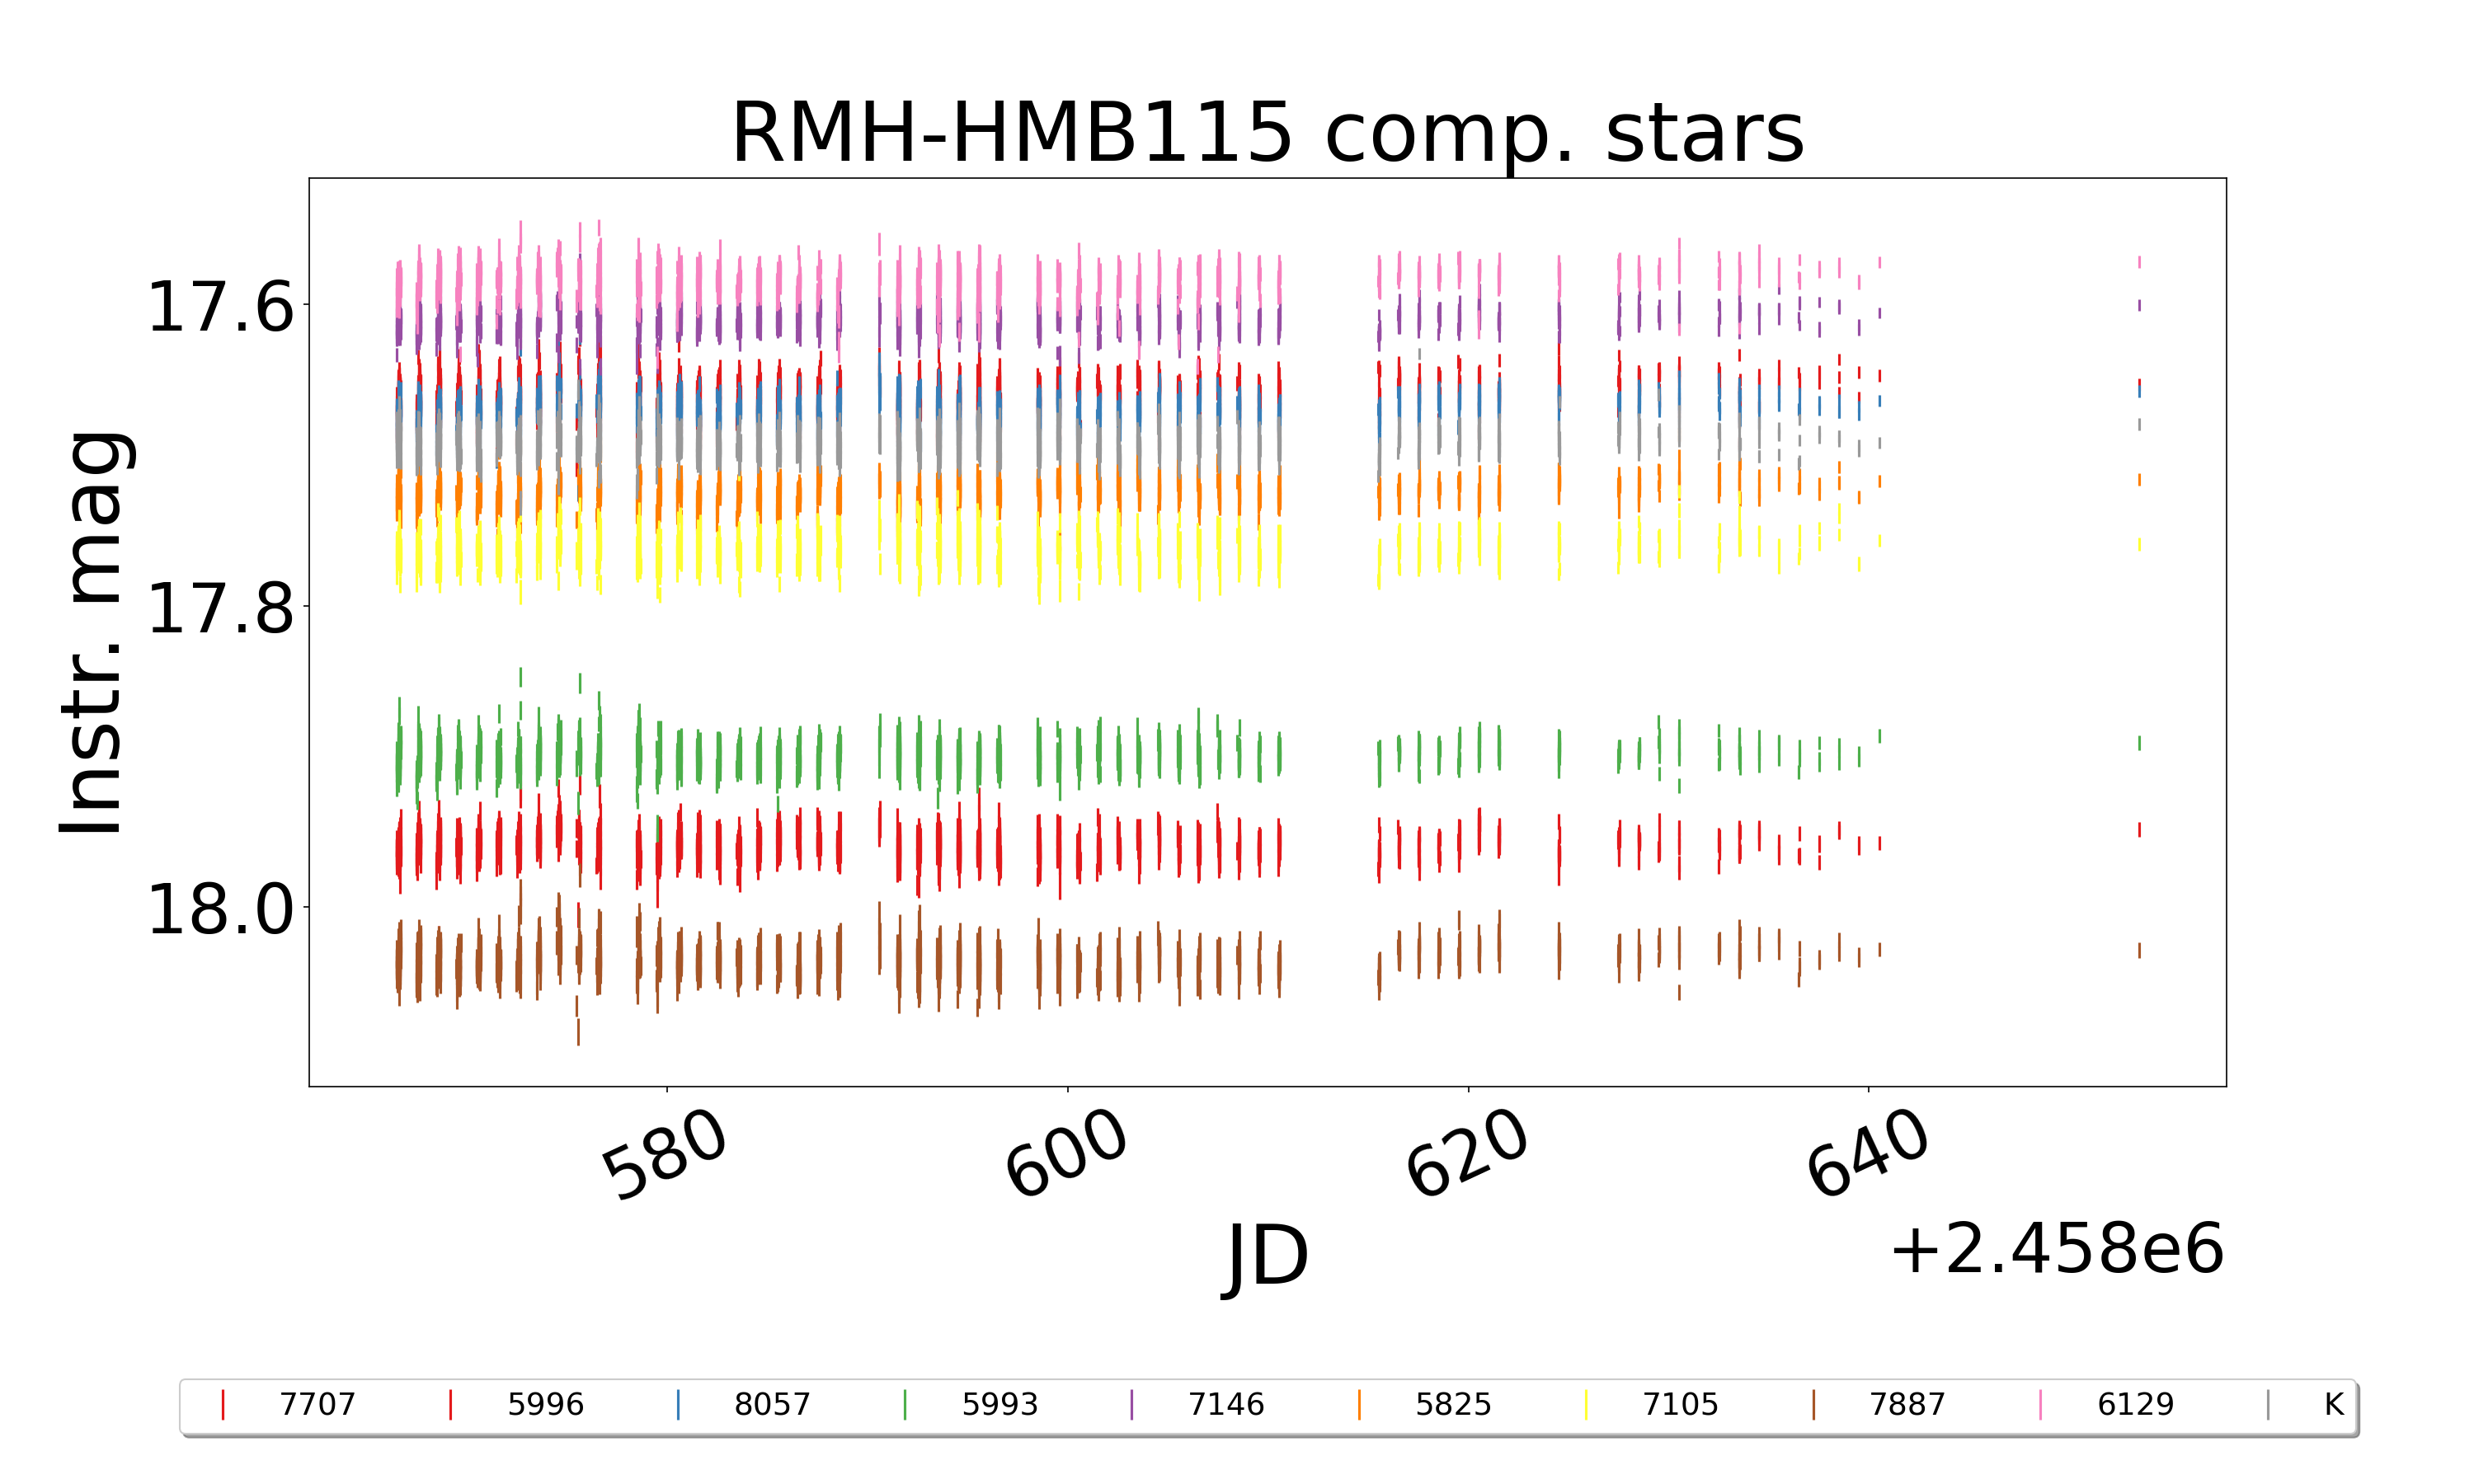 RMH-HMB115 comp. stars
Instr. mag
17.6
17.8
18.0
580 600 620 640
JD
+2.458e6
7707 5996 8057 5993 7146 5825 7105 7887 6129 K